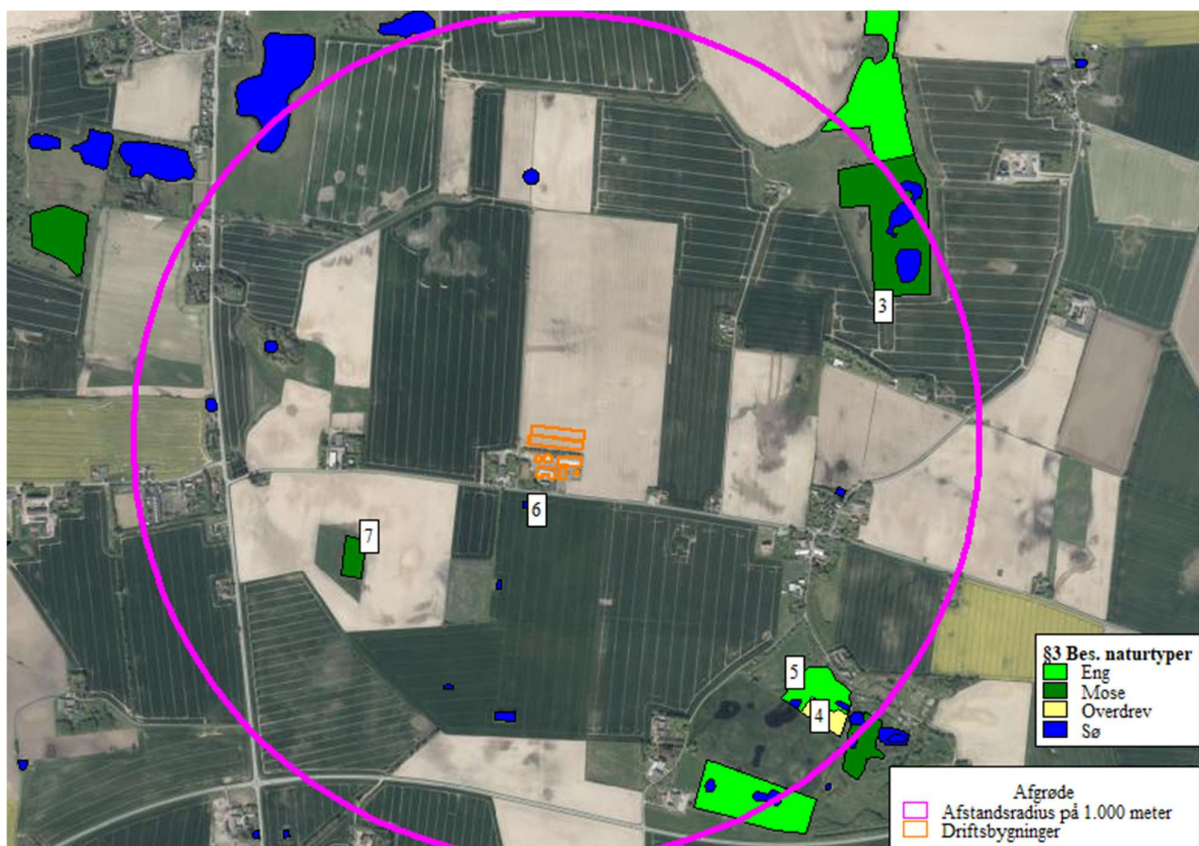 3
6
7
5
4
§3 Bes. naturtyper
Eng
Mose
Overdrev
Sø
Afgrøde
Afstandsradius på 1.000 meter
Driftsbygninger